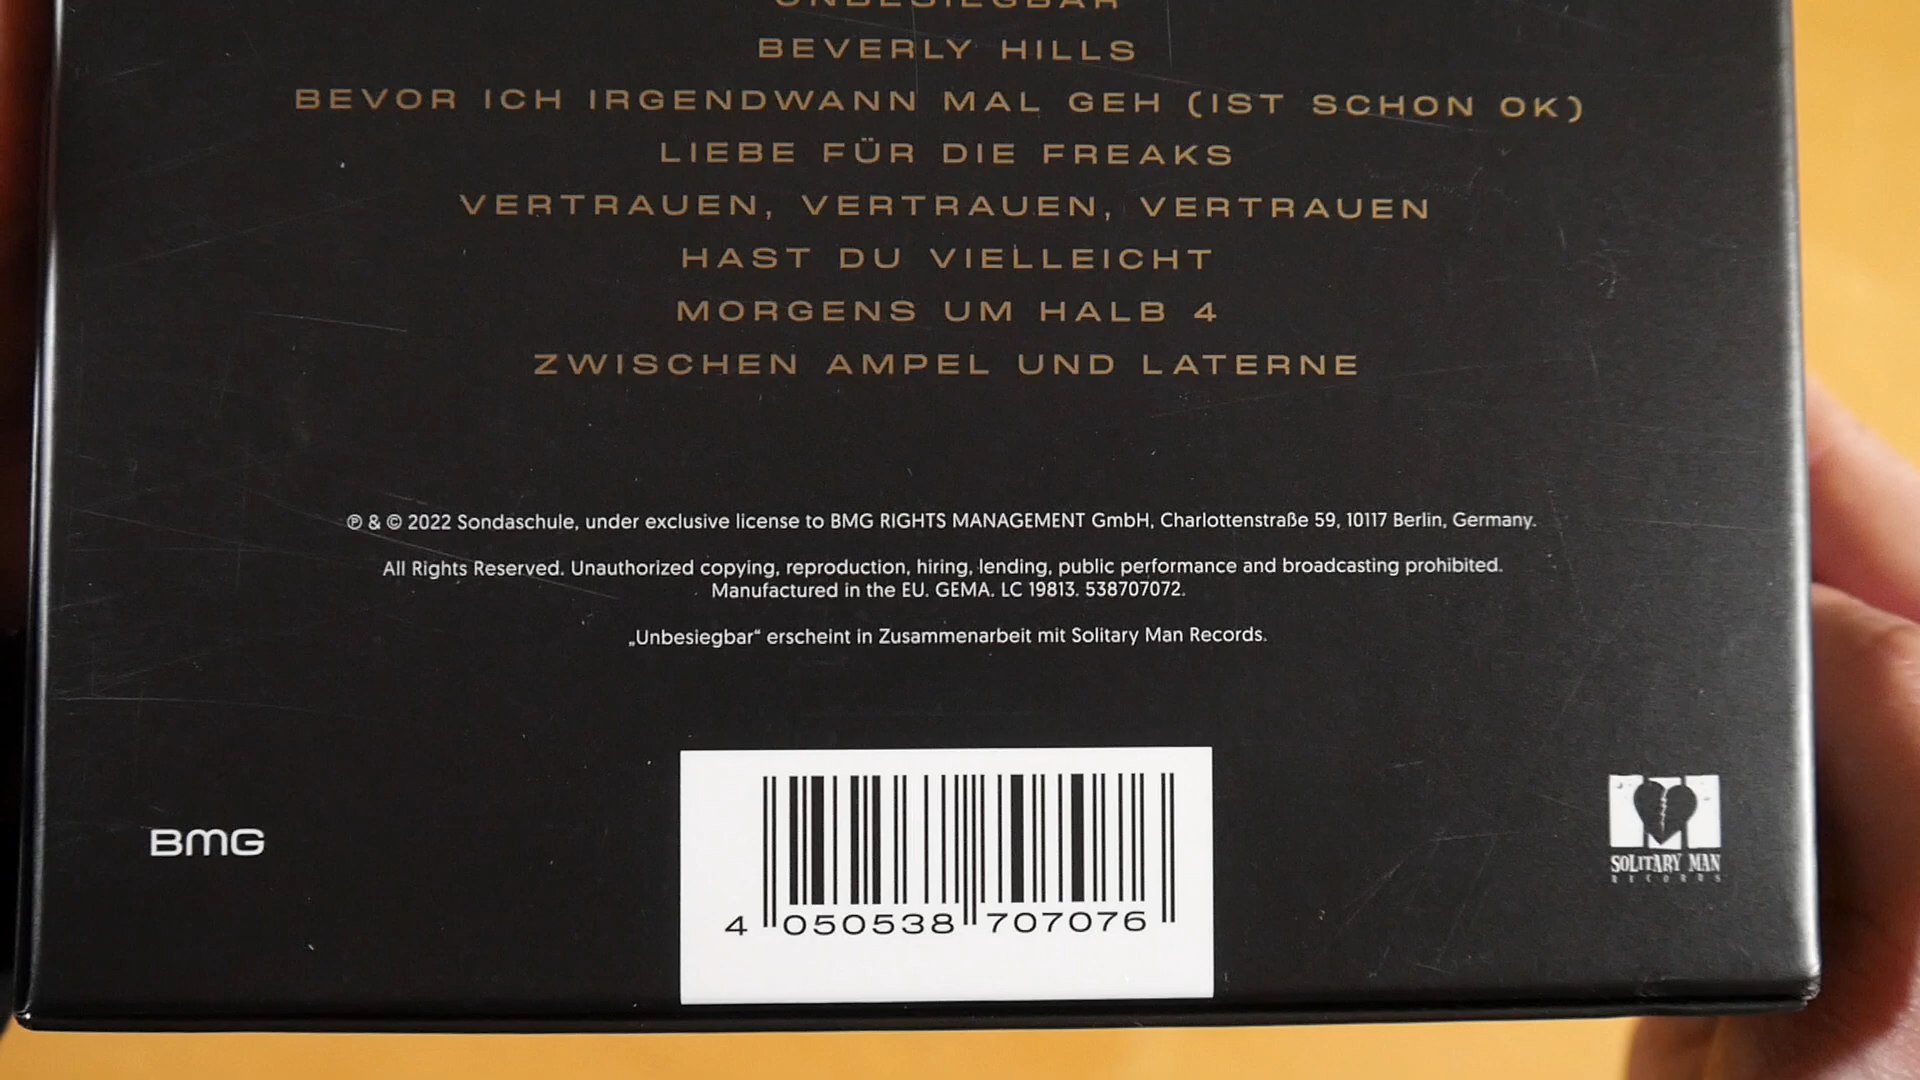 UNBESIEGBAR
BEVERLY HILLS
BEVOR ICH IRGENDWANN MAL GEH (IST SCHON OK)
LIEBE FÜR DIE FREAKS
VERTRAUEN, VERTRAUEN, VERTRAUEN
HAST DU VIELLEICHT
MORGENS UM HALB 4
ZWISCHEN AMPEL UND LATERNE
℗ & © 2022 Sondaschule, under exclusive license to BMG RIGHTS MANAGEMENT GmbH, Charlottenstraße 59, 10117 Berlin, Germany.
All Rights Reserved. Unauthorized copying, reproduction, hiring, lending, public performance and broadcasting prohibited.
Manufactured in the EU. GEMA. LC 19813. 538707072.
„Unbesiegbar“ erscheint in Zusammenarbeit mit Solitary Man Records.
BMG
4 050538 707076
SOLITARY MAN
RECORDS